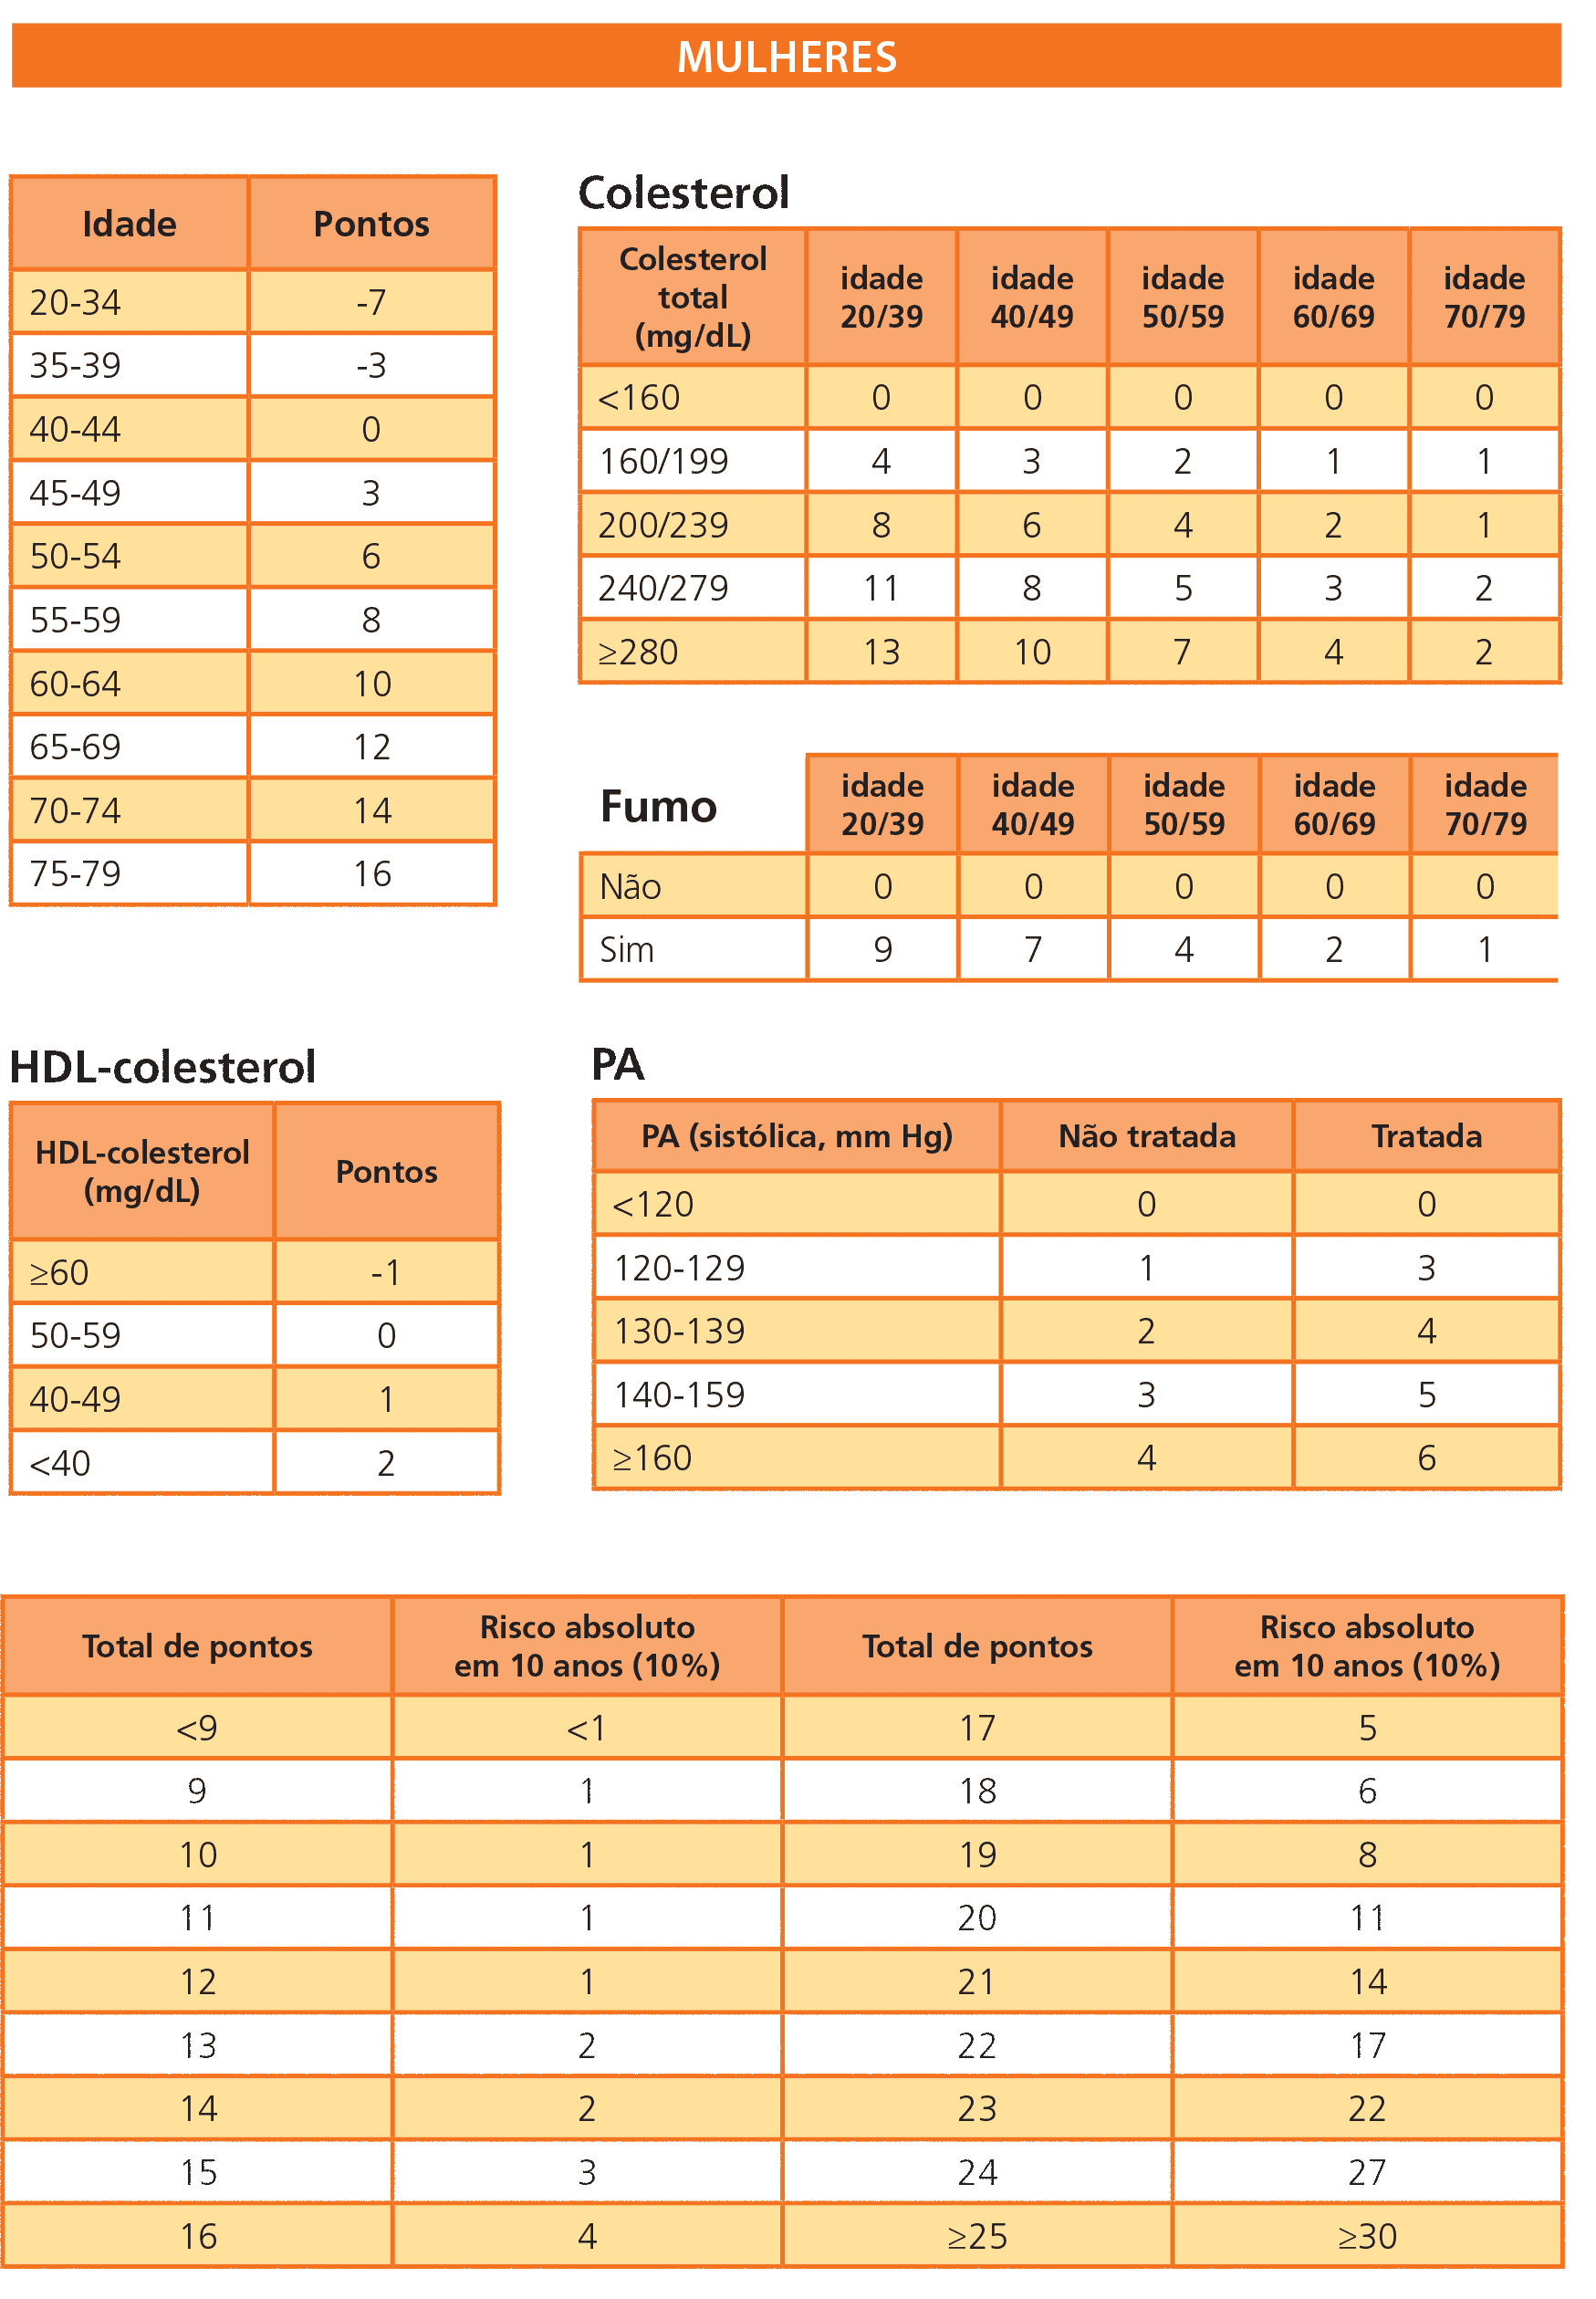 MULHERES
Idade Pontos
20-34 -7
35-39 -3
40-44 0
45-49 3
50-54 6
55-59 8
60-64 10
65-69 12
70-74 14
75-79 16
Colesterol
Colesterol total (mg/dL) idade 20/39 idade 40/49 idade 50/59 idade 60/69 idade 70/79
<160 0 0 0 0 0
160/199 4 3 2 1 1
200/239 8 6 4 2 1
240/279 11 8 5 3 2
≥280 13 10 7 4 2
Fumo idade 20/39 idade 40/49 idade 50/59 idade 60/69 idade 70/79
Não 0 0 0 0 0
Sim 9 7 4 2 1
HDL-colesterol
HDL-colesterol (mg/dL) Pontos
≥60 -1
50-59 0
40-49 1
<40 2
PA
PA (sistólica, mm Hg) Não tratada Tratada
<120 0 0
120-129 1 3
130-139 2 4
140-159 3 5
≥160 4 6
Total de pontos Risco absoluto em 10 anos (10%) Total de pontos Risco absoluto em 10 anos (10%)
<9 <1 17 5
9 1 18 6
10 1 19 8
11 1 20 11
12 1 21 14
13 2 22 17
14 2 23 22
15 3 24 27
16 4 ≥25 ≥30